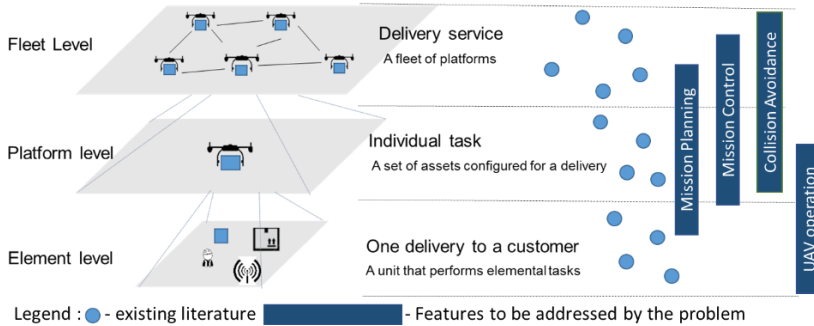 Fleet Level
Delivery service
A fleet of platforms
Platform level
Individual task
A set of assets configured for a delivery
Element level
One delivery to a customer
A unit that performs elemental tasks
Mission Planning
Mission Control
Collision Avoidance
UAV operation
Legend : - existing literature - Features to be addressed by the problem